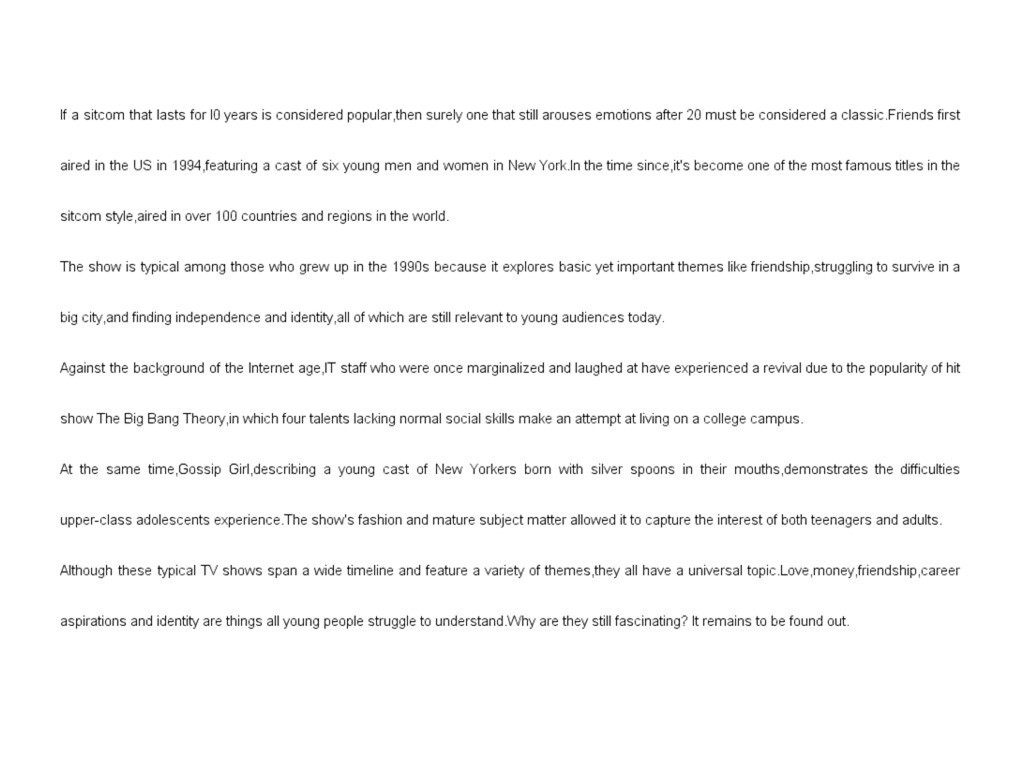 If a sitcom that lasts for l0 years is considered popular,then surely one that still arouses emotions after 20 must be considered a classic.Friends first
aired in the US in 1994,featuring a cast of six young men and women in New York.In the time since,it's become one of the most famous titles in the
sitcom style,aired in over 100 countries and regions in the world.
The show is typical among those who grew up in the 1990s because it explores basic yet important themes like friendship,struggling to survive in a
big city,and finding independence and identity,all of which are still relevant to young audiences today.
Against the background of the Internet age,IT staff who were once marginalized and laughed at have experienced a revival due to the popularity of hit
show The Big Bang Theory,in which four talents lacking normal social skills make an attempt at living on a college campus.
At the same time,Gossip Girl,describing a young cast of New Yorkers born with silver spoons in their mouths,demonstrates the difficulties
upper-class adolescents experience.The show's fashion and mature subject matter allowed it to capture the interest of both teenagers and adults.
Although these typical TV shows span a wide timeline and feature a variety of themes,they all have a universal topic.Love,money,friendship,career
aspirations and identity are things all young people struggle to understand.Why are they still fascinating? It remains to be found out.